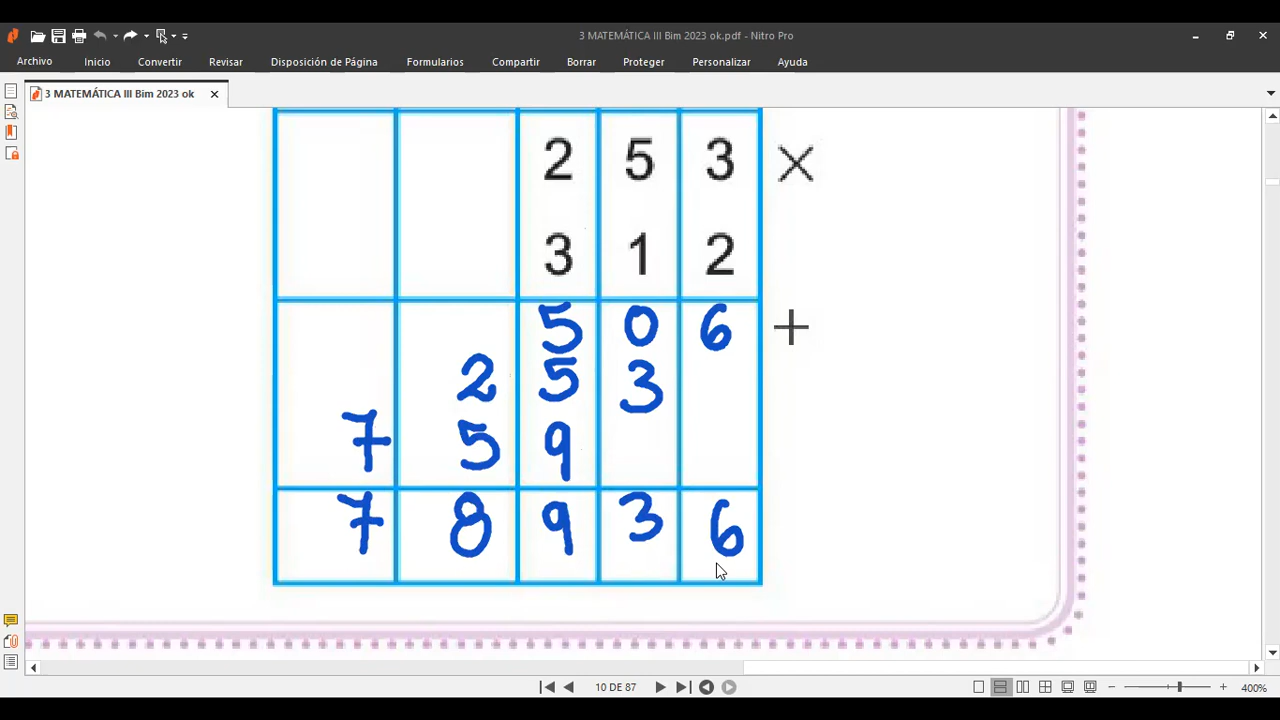 3 MATEMÁTICA III Bim 2023 ok.pdf - Nitro Pro
Archivo Inicio Convertir Revisar Disposición de Página Formularios Compartir Borrar Proteger Personalizar Ayuda
3 MATEMÁTICA III Bim 2023 ok
2 5 3 ×
3 1 2
5 0 6 +
2 5 3
7 5 9
7 8 9 3 6
10 DE 87
400%